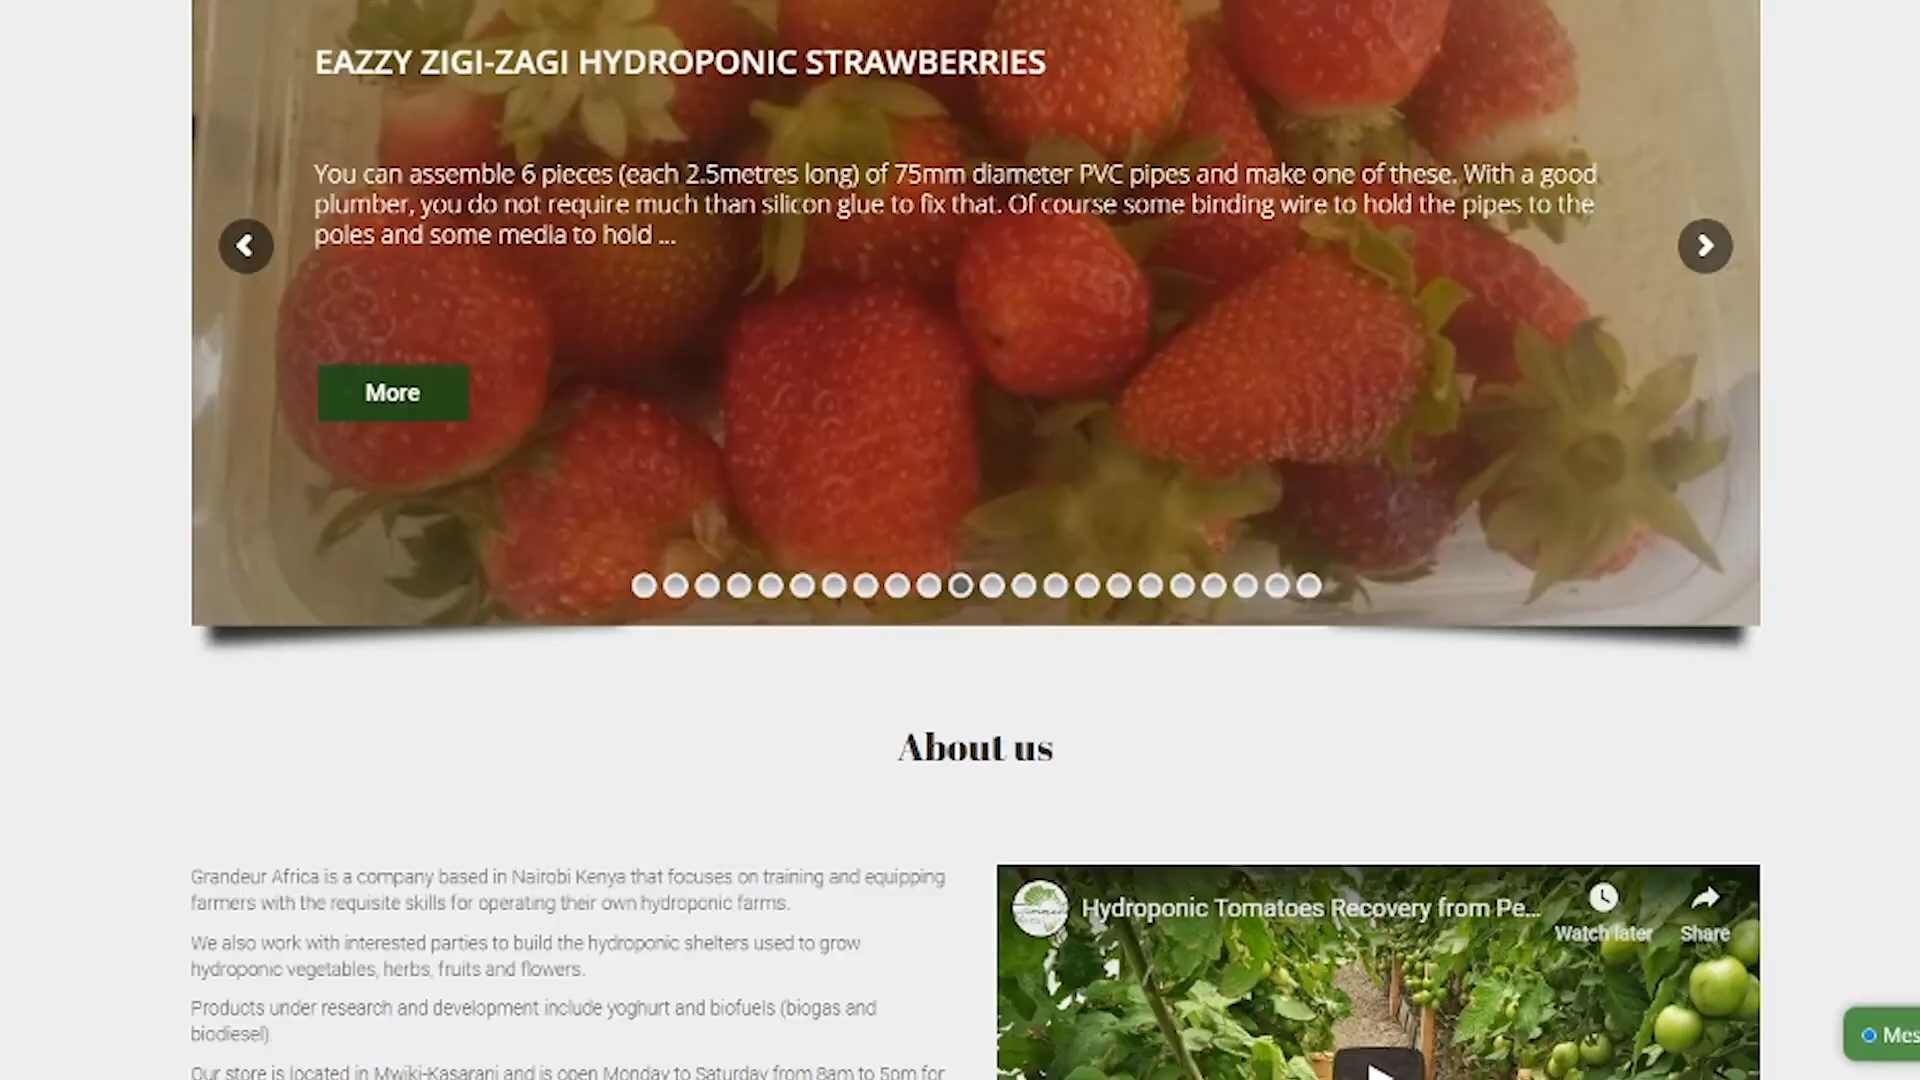 EAZZY ZIGI-ZAGI HYDROPONIC STRAWBERRIES
You can assemble 6 pieces (each 2.5metres long) of 75mm diameter PVC pipes and make one of these. With a good
plumber, you do not require much than silicon glue to fix that. Of course some binding wire to hold the pipes to the
poles and some media to hold ...
More
About us
Grandeur Africa is a company based in Nairobi Kenya that focuses on training and equipping
farmers with the requisite skills for operating their own hydroponic farms.
We also work with interested parties to build the hydroponic shelters used to grow
hydroponic vegetables, herbs, fruits and flowers.
Products under research and development include yoghurt and biofuels (biogas and
biodiesel)
Our store is located in Mwiki-Kasarani and is open Monday to Saturday from 8am to 5pm for
Hydroponic Tomatoes Recovery from Pe...
Watch later
Share
Mes